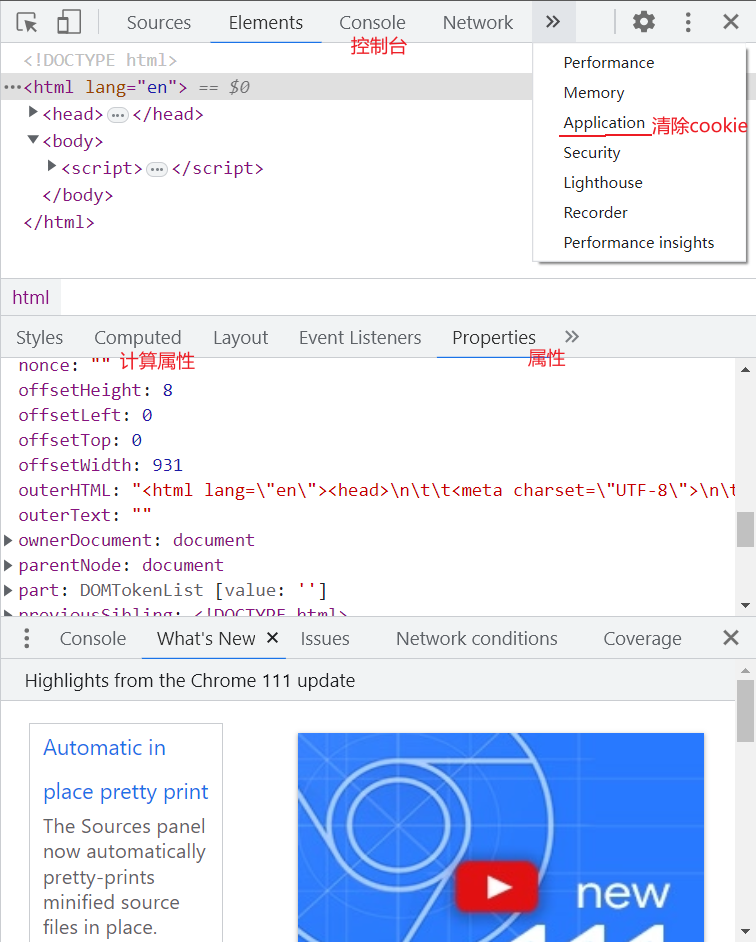 Sources Elements Console Network »
控制台
<!DOCTYPE html>
Performance
···<html lang="en"> == $0
Memory
<head> ··· </head>
Application 清除cookie
<body>
Security
<script> ··· </script>
Lighthouse
</body>
Recorder
</html>
Performance insights
html
Styles Computed Layout Event Listeners Properties »
计算属性 属性
nonce: ""
offsetHeight: 8
offsetLeft: 0
offsetTop: 0
offsetWidth: 931
outerHTML: "<html lang=\"en\"><head>\n\t\t<meta charset=\"UTF-8\">\n\t
outerText: ""
ownerDocument: document
parentNode: document
part: DOMTokenList [value: '']
previousSibling: <!DOCTYPE html>
Console What's New × Issues Network conditions Coverage
Highlights from the Chrome 111 update
Automatic in
place pretty print
The Sources panel
now automatically
pretty-prints
minified source
files in place.
new
111